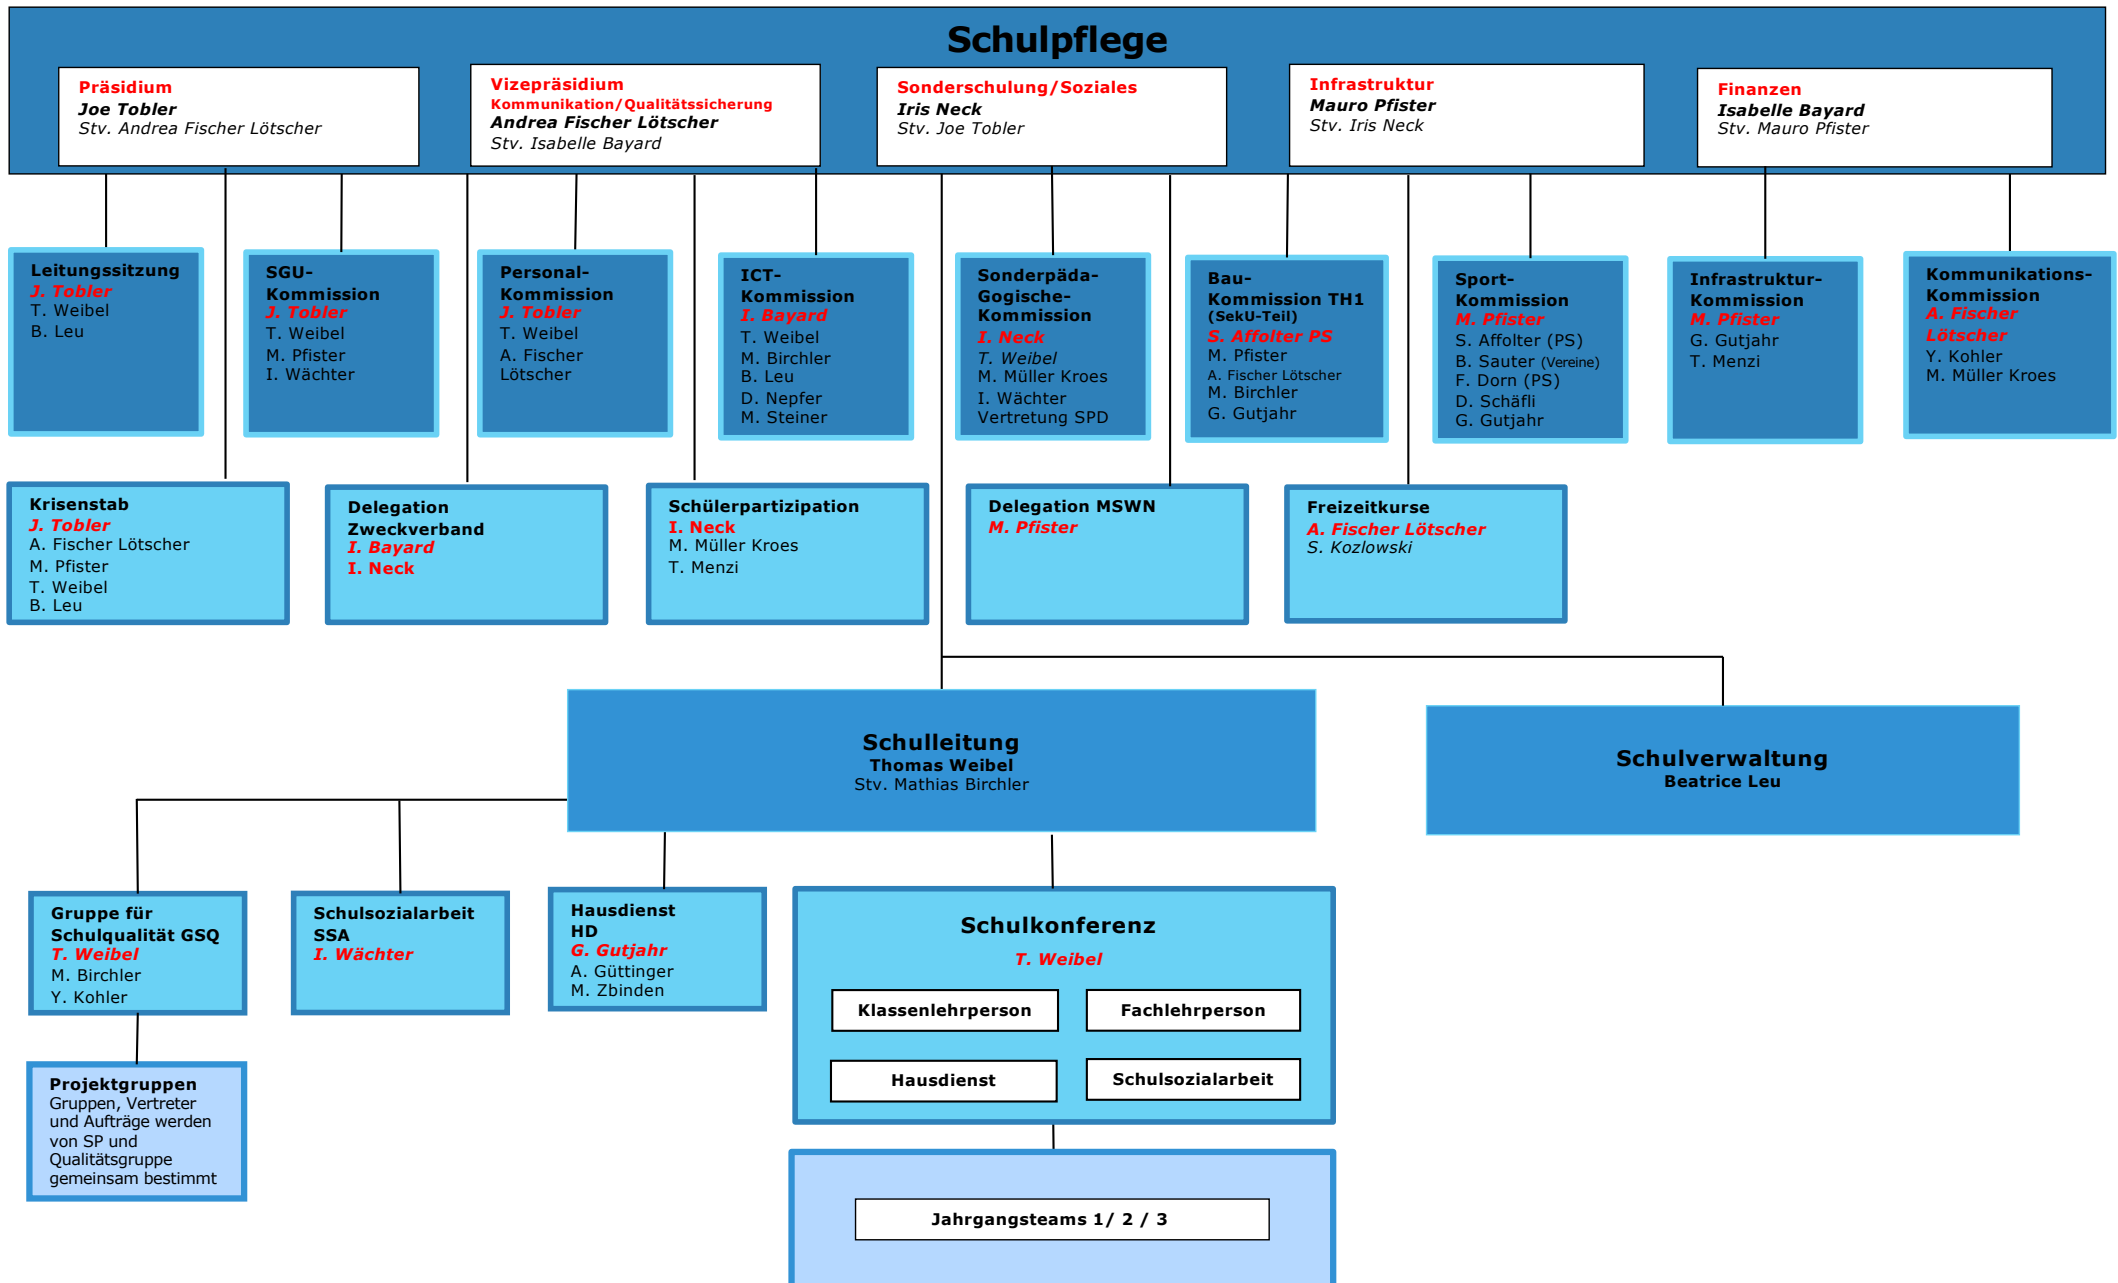 Schulpflege
Präsidium
Joe Tobler
Stv. Andrea Fischer Lötscher
Vizepräsidium
Kommunikation/Qualitätssicherung
Andrea Fischer Lötscher
Stv. Isabelle Bayard
Sonderschulung/Soziales
Iris Neck
Stv. Joe Tobler
Infrastruktur
Mauro Pfister
Stv. Iris Neck
Finanzen
Isabelle Bayard
Stv. Mauro Pfister
Leitungssitzung
J. Tobler
T. Weibel
B. Leu
SGU-
Kommission
J. Tobler
T. Weibel
M. Pfister
I. Wächter
Personal-
Kommission
J. Tobler
T. Weibel
A. Fischer
Lötscher
ICT-
Kommission
I. Bayard
T. Weibel
M. Birchler
B. Leu
D. Nepfer
M. Steiner
Sonderpäda-
Gogische-
Kommission
I. Neck
T. Weibel
M. Müller Kroes
I. Wächter
Vertretung SPD
Bau-
Kommission TH1
(SekU-Teil)
S. Affolter PS
M. Pfister
A. Fischer Lötscher
M. Birchler
G. Gutjahr
Sport-
Kommission
M. Pfister
S. Affolter (PS)
B. Sauter (Vereine)
F. Dorn (PS)
D. Schäfli
G. Gutjahr
Infrastruktur-
Kommission
M. Pfister
G. Gutjahr
T. Menzi
Kommunikations-
Kommission
A. Fischer
Lötscher
Y. Kohler
M. Müller Kroes
Krisenstab
J. Tobler
A. Fischer Lötscher
M. Pfister
T. Weibel
B. Leu
Delegation
Zweckverband
I. Bayard
I. Neck
Schülerpartizipation
I. Neck
M. Müller Kroes
T. Menzi
Delegation MSWN
M. Pfister
Freizeitkurse
A. Fischer Lötscher
S. Kozlowski
Schulleitung
Thomas Weibel
Stv. Mathias Birchler
Schulverwaltung
Beatrice Leu
Gruppe für
Schulqualität GSQ
T. Weibel
M. Birchler
Y. Kohler
Schulsozialarbeit
SSA
I. Wächter
Hausdienst
HD
G. Gutjahr
A. Güttinger
M. Zbinden
Schulkonferenz
T. Weibel
Klassenlehrperson
Fachlehrperson
Hausdienst
Schulsozialarbeit
Projektgruppen
Gruppen, Vertreter
und Aufträge werden
von SP und
Qualitätsgruppe
gemeinsam bestimmt
Jahrgangsteams 1/ 2 / 3